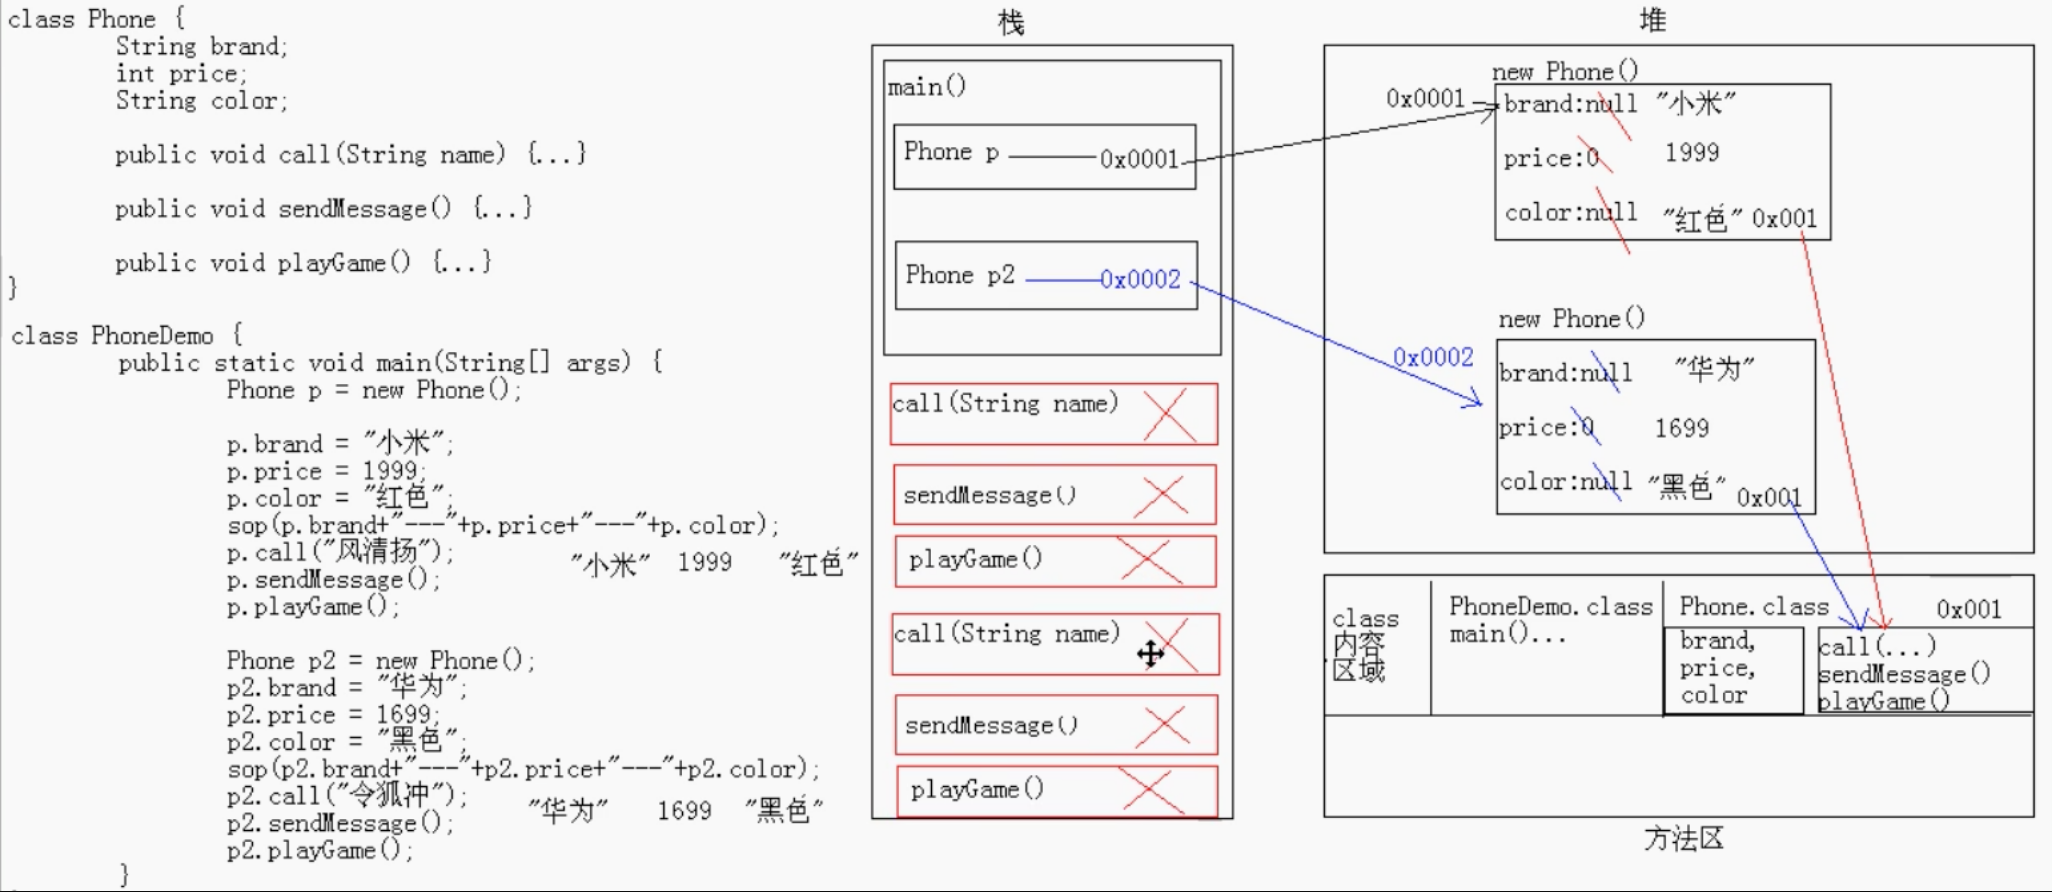 class Phone {
String brand;
int price;
String color;
public void call(String name) {...}
public void sendMessage() {...}
public void playGame() {...}
}
class PhoneDemo {
public static void main(String[] args) {
Phone p = new Phone();
p.brand = "小米";
p.price = 1999;
p.color = "红色";
sop(p.brand+"---"+p.price+"---"+p.color);
p.call("风清扬");
"小米" 1999 "红色"
p.sendMessage();
p.playGame();
Phone p2 = new Phone();
p2.brand = "华为";
p2.price = 1699;
p2.color = "黑色";
sop(p2.brand+"---"+p2.price+"---"+p2.color);
p2.call("令狐冲");
"华为" 1699 "黑色"
p2.sendMessage();
p2.playGame();
}
栈
main()
Phone p 0x0001
Phone p2 0x0002
call(String name)
sendMessage()
playGame()
call(String name)
sendMessage()
playGame()
堆
new Phone()
0x0001
brand:null "小米"
price:0 1999
color:null "红色" 0x001
new Phone()
0x0002
brand:null "华为"
price:0 1699
color:null "黑色" 0x001
class
内容
区域
PhoneDemo.class
main()...
Phone.class
brand,
price,
color
0x001
call(...)
sendMessage()
playGame()
方法区